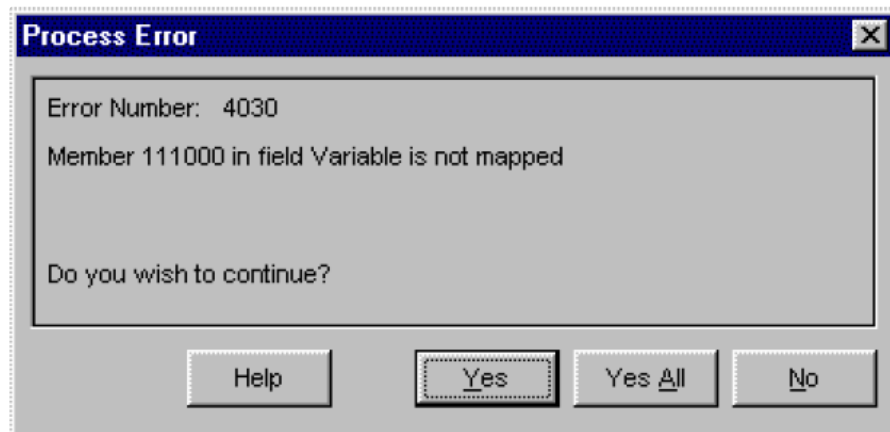 Process Error
Error Number: 4030
Member 111000 in field Variable is not mapped
Do you wish to continue?
Help Yes Yes All No